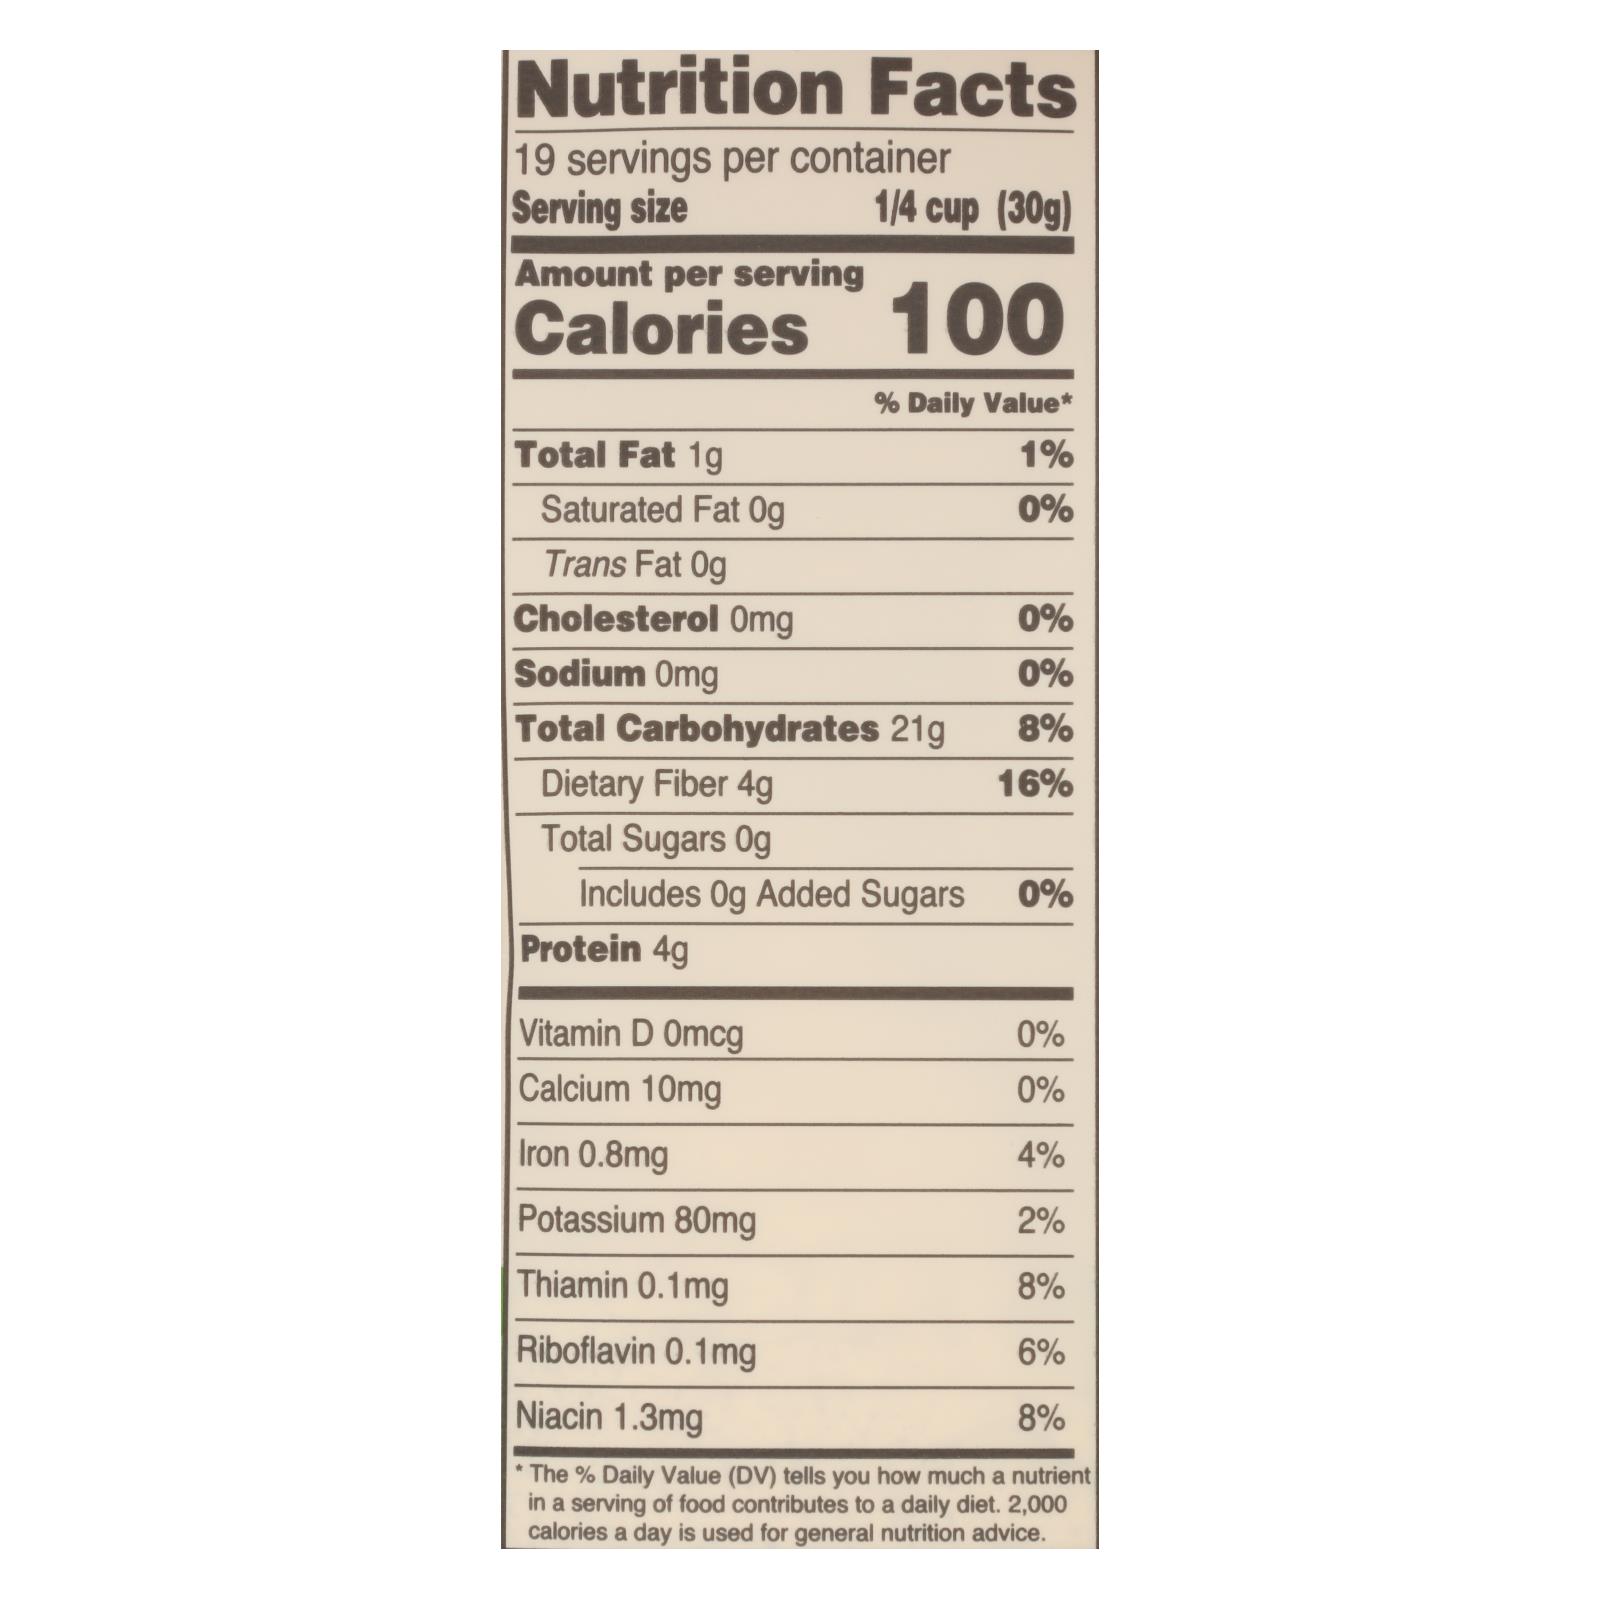 Nutrition Facts
19 servings per container
Serving size 1/4 cup (30g)
Amount per serving
Calories 100
% Daily Value*
Total Fat 1g 1%
Saturated Fat 0g 0%
Trans Fat 0g
Cholesterol 0mg 0%
Sodium 0mg 0%
Total Carbohydrates 21g 8%
Dietary Fiber 4g 16%
Total Sugars 0g
Includes 0g Added Sugars 0%
Protein 4g
Vitamin D 0mcg 0%
Calcium 10mg 0%
Iron 0.8mg 4%
Potassium 80mg 2%
Thiamin 0.1mg 8%
Riboflavin 0.1mg 6%
Niacin 1.3mg 8%
* The % Daily Value (DV) tells you how much a nutrient
in a serving of food contributes to a daily diet. 2,000
calories a day is used for general nutrition advice.